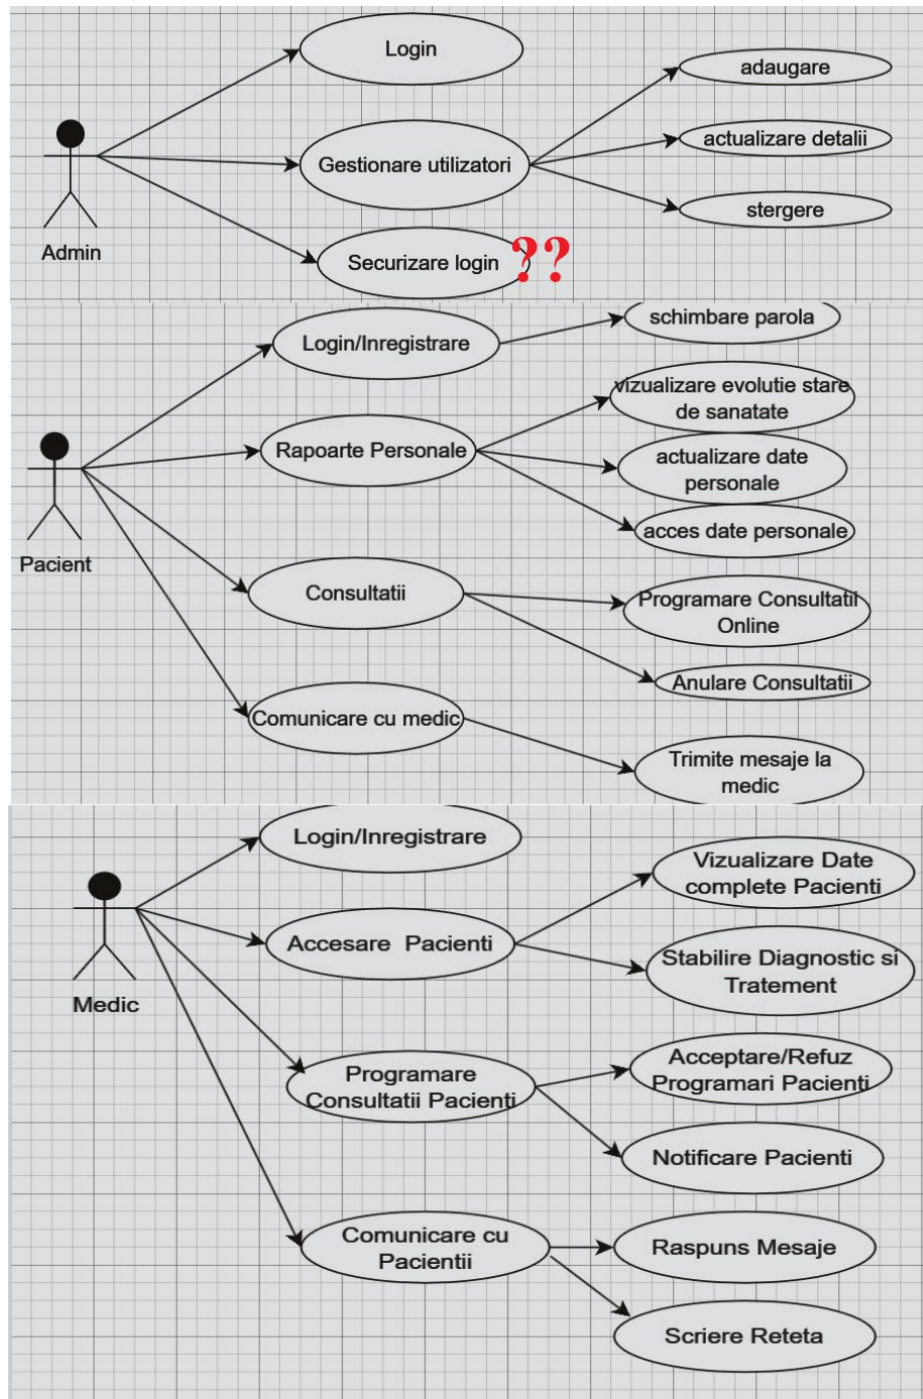 Login
adaugare
actualizare detalii
Gestionare utilizatori
stergere
Admin
Securizare login
??
schimbare parola
Login/Inregistrare
vizualizare evolutie stare
de sanatate
Rapoarte Personale
actualizare date
personale
acces date personale
Pacient
Consultatii
Programare Consultatii
Online
Anulare Consultatii
Comunicare cu medic
Trimite mesaje la
medic
Login/Inregistrare
Vizualizare Date
complete Pacienti
Accesare Pacienti
Stabilire Diagnostic si
Tratement
Medic
Programare
Consultatii Pacienti
Acceptare/Refuz
Programari Pacienti
Notificare Pacienti
Comunicare cu
Pacientii
Raspuns Mesaje
Scriere Reteta